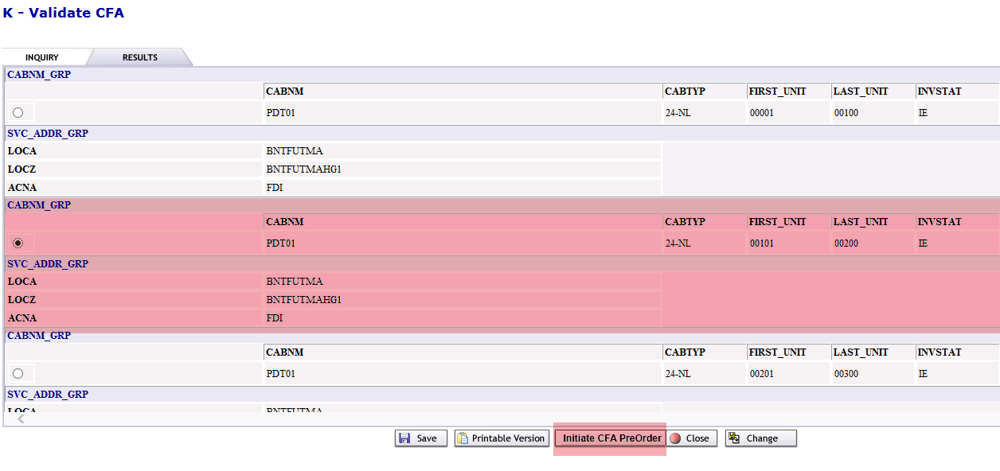 K - Validate CFA
INQUIRY RESULTS
CABNM_GRP
CABNM CABTYP FIRST_UNIT LAST_UNIT INVSTAT
PDT01 24-NL 00001 00100 IE
SVC_ADDR_GRP
LOCA BNTFUTMA
LOCZ BNTFUTMAHG1
ACNA FDI
CABNM_GRP
CABNM CABTYP FIRST_UNIT LAST_UNIT INVSTAT
PDT01 24-NL 00101 00200 IE
SVC_ADDR_GRP
LOCA BNTFUTMA
LOCZ BNTFUTMAHG1
ACNA FDI
CABNM_GRP
CABNM CABTYP FIRST_UNIT LAST_UNIT INVSTAT
PDT01 24-NL 00201 00300 IE
SVC_ADDR_GRP
LOCA BNTFUTMA
Save Printable Version Initiate CFA PreOrder Close Change